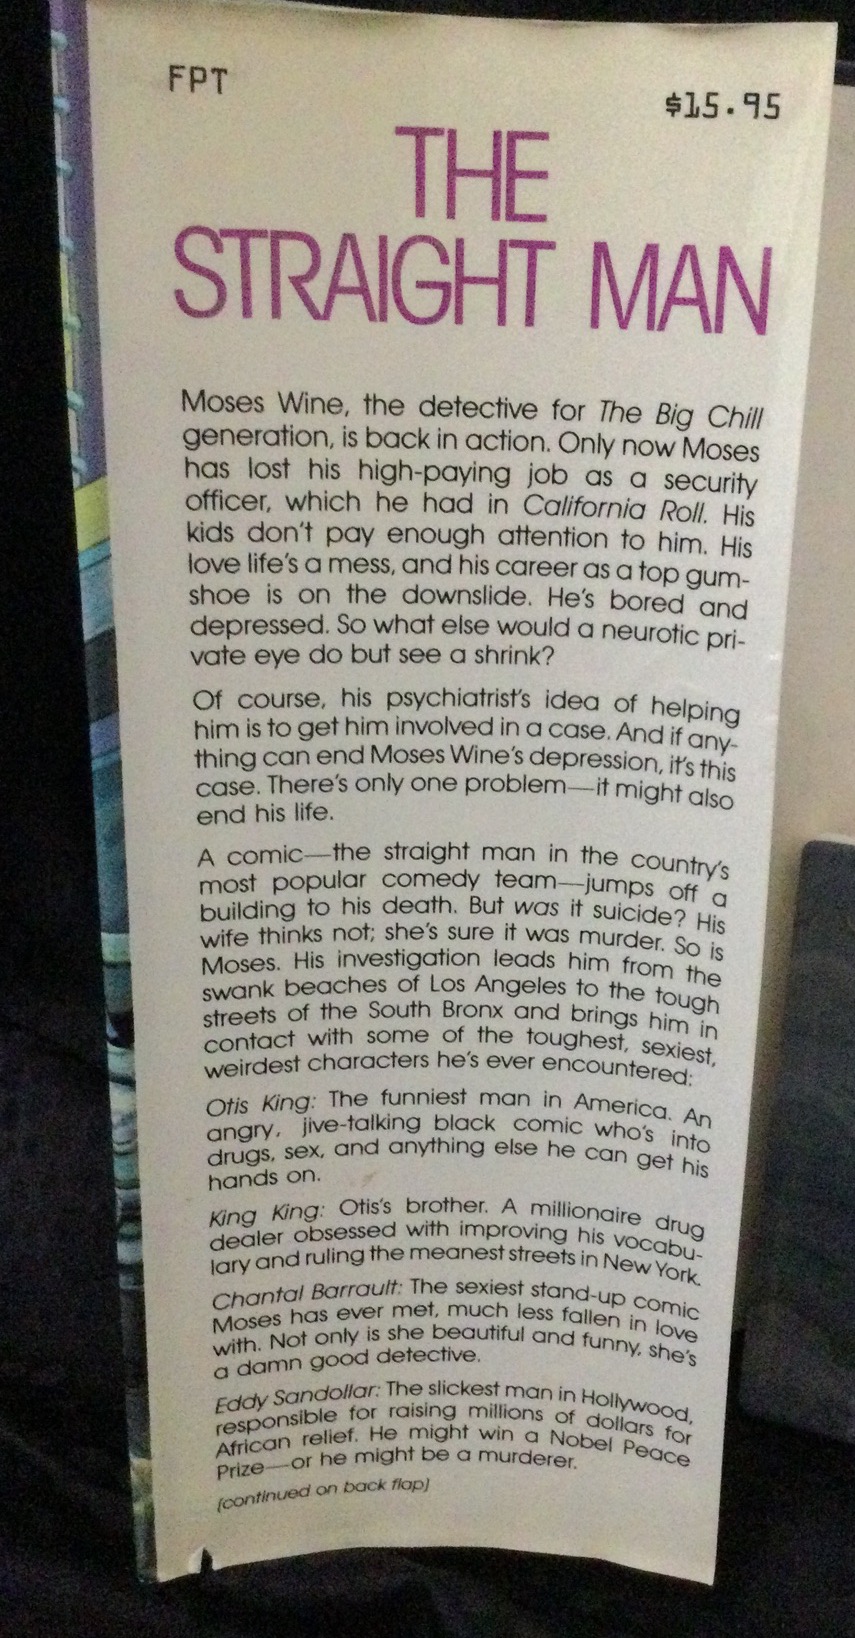 FPT
$15.95
THE
STRAIGHT MAN
Moses Wine, the detective for The Big Chill
generation, is back in action. Only now Moses
has lost his high-paying job as a security
officer, which he had in California Roll. His
kids don't pay enough attention to him. His
love life's a mess, and his career as a top gum-
shoe is on the downslide. He's bored and
depressed. So what else would a neurotic pri-
vate eye do but see a shrink?
Of course, his psychiatrist's idea of helping
him is to get him involved in a case. And if any-
thing can end Moses Wine's depression, it's this
case. There's only one problem—it might also
end his life.
A comic—the straight man in the country's
most popular comedy team—jumps off a
building to his death. But was it suicide? His
wife thinks not; she's sure it was murder. So is
Moses. His investigation leads him from the
swank beaches of Los Angeles to the tough
streets of the South Bronx and brings him in
contact with some of the toughest, sexiest,
weirdest characters he's ever encountered:
Otis King: The funniest man in America. An
angry, jive-talking black comic who's into
drugs, sex, and anything else he can get his
hands on.
King King: Otis's brother. A millionaire drug
dealer obsessed with improving his vocabu-
lary and ruling the meanest streets in New York.
Chantal Barrault: The sexiest stand-up comic
Moses has ever met, much less fallen in love
with. Not only is she beautiful and funny, she's
a damn good detective.
Eddy Sandollar: The slickest man in Hollywood,
responsible for raising millions of dollars for
African relief. He might win a Nobel Peace
Prize—or he might be a murderer.
(continued on back flap)